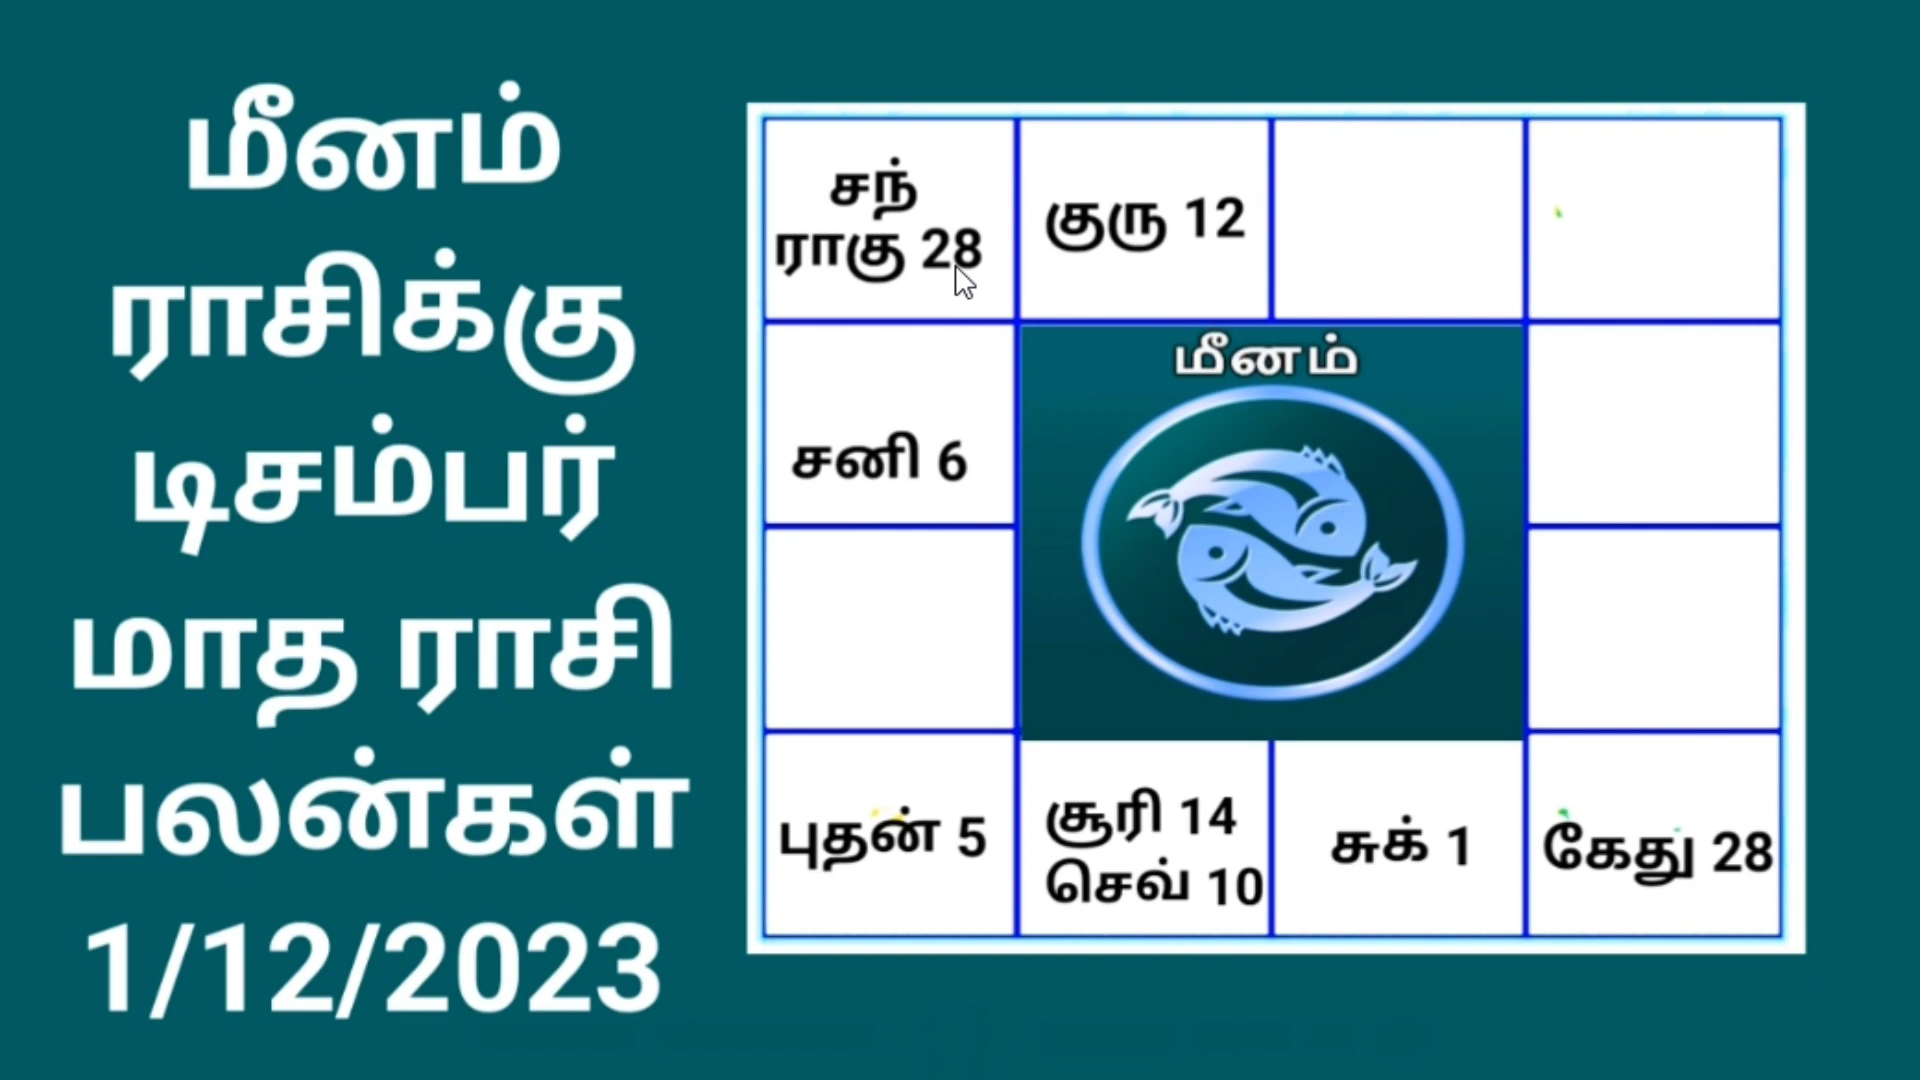 மீனம்
ராசிக்கு
டிசம்பர்
மாத ராசி
பலன்கள்
1/12/2023
சந்
ராகு 28
குரு 12
சனி 6
மீனம்
புதன் 5
சூரி 14
செவ் 10
சுக் 1
கேது 28